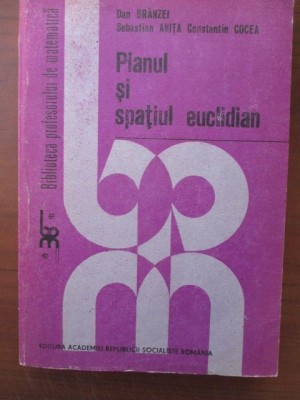 Dan BRÂNZEI
Sebastian ANIȚA Constantin COCEA
Planul
și
spațiul euclidian
Biblioteca profesorului de matematică
EDITURA ACADEMIEI REPUBLICII SOCIALISTE ROMÂNIA